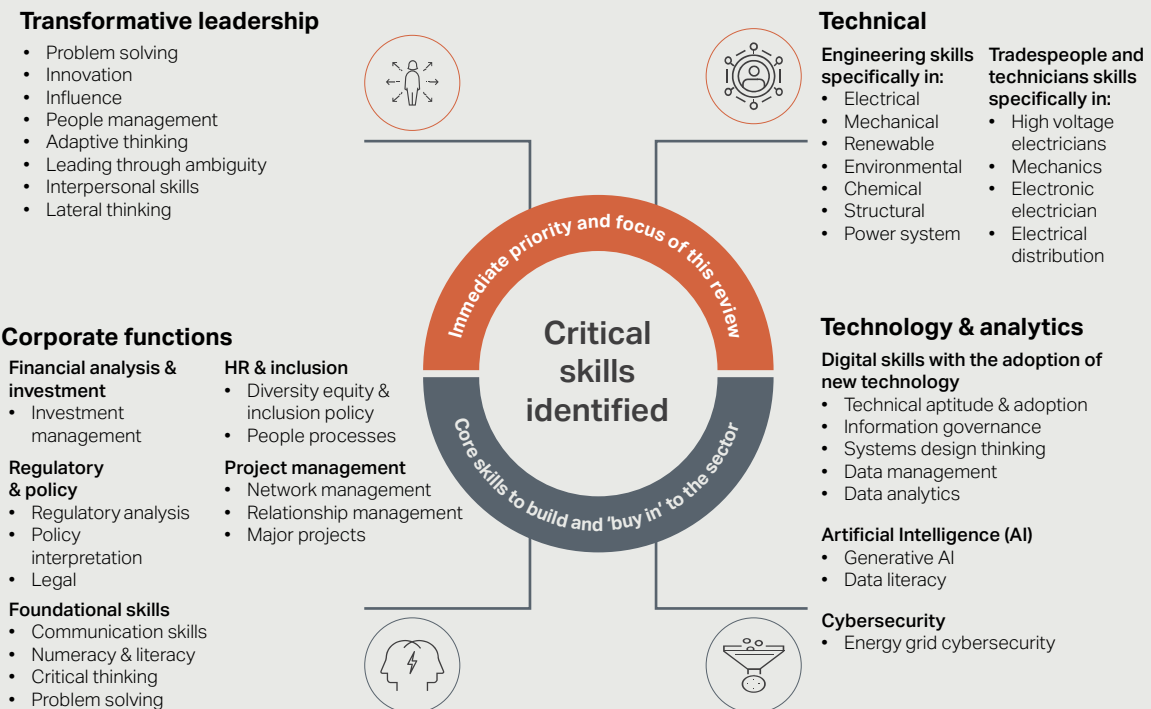 Transformative leadership
• Problem solving
• Innovation
• Influence
• People management
• Adaptive thinking
• Leading through ambiguity
• Interpersonal skills
• Lateral thinking
Technical
Engineering skills
specifically in:
• Electrical
• Mechanical
• Renewable
• Environmental
• Chemical
• Structural
• Power system
Tradespeople and
technicians skills
specifically in:
• High voltage
electricians
• Mechanics
• Electronic
electrician
• Electrical
distribution
Immediate priority and focus of this review
Critical
skills
identified
Core skills to build and ‘buy in’ to the sector
Corporate functions
Financial analysis &
investment
• Investment
management
Regulatory
& policy
• Regulatory analysis
• Policy
interpretation
• Legal
Foundational skills
• Communication skills
• Numeracy & literacy
• Critical thinking
• Problem solving
HR & inclusion
• Diversity equity &
inclusion policy
• People processes
Project management
• Network management
• Relationship management
• Major projects
Technology & analytics
Digital skills with the adoption of
new technology
• Technical aptitude & adoption
• Information governance
• Systems design thinking
• Data management
• Data analytics
Artificial Intelligence (AI)
• Generative AI
• Data literacy
Cybersecurity
• Energy grid cybersecurity